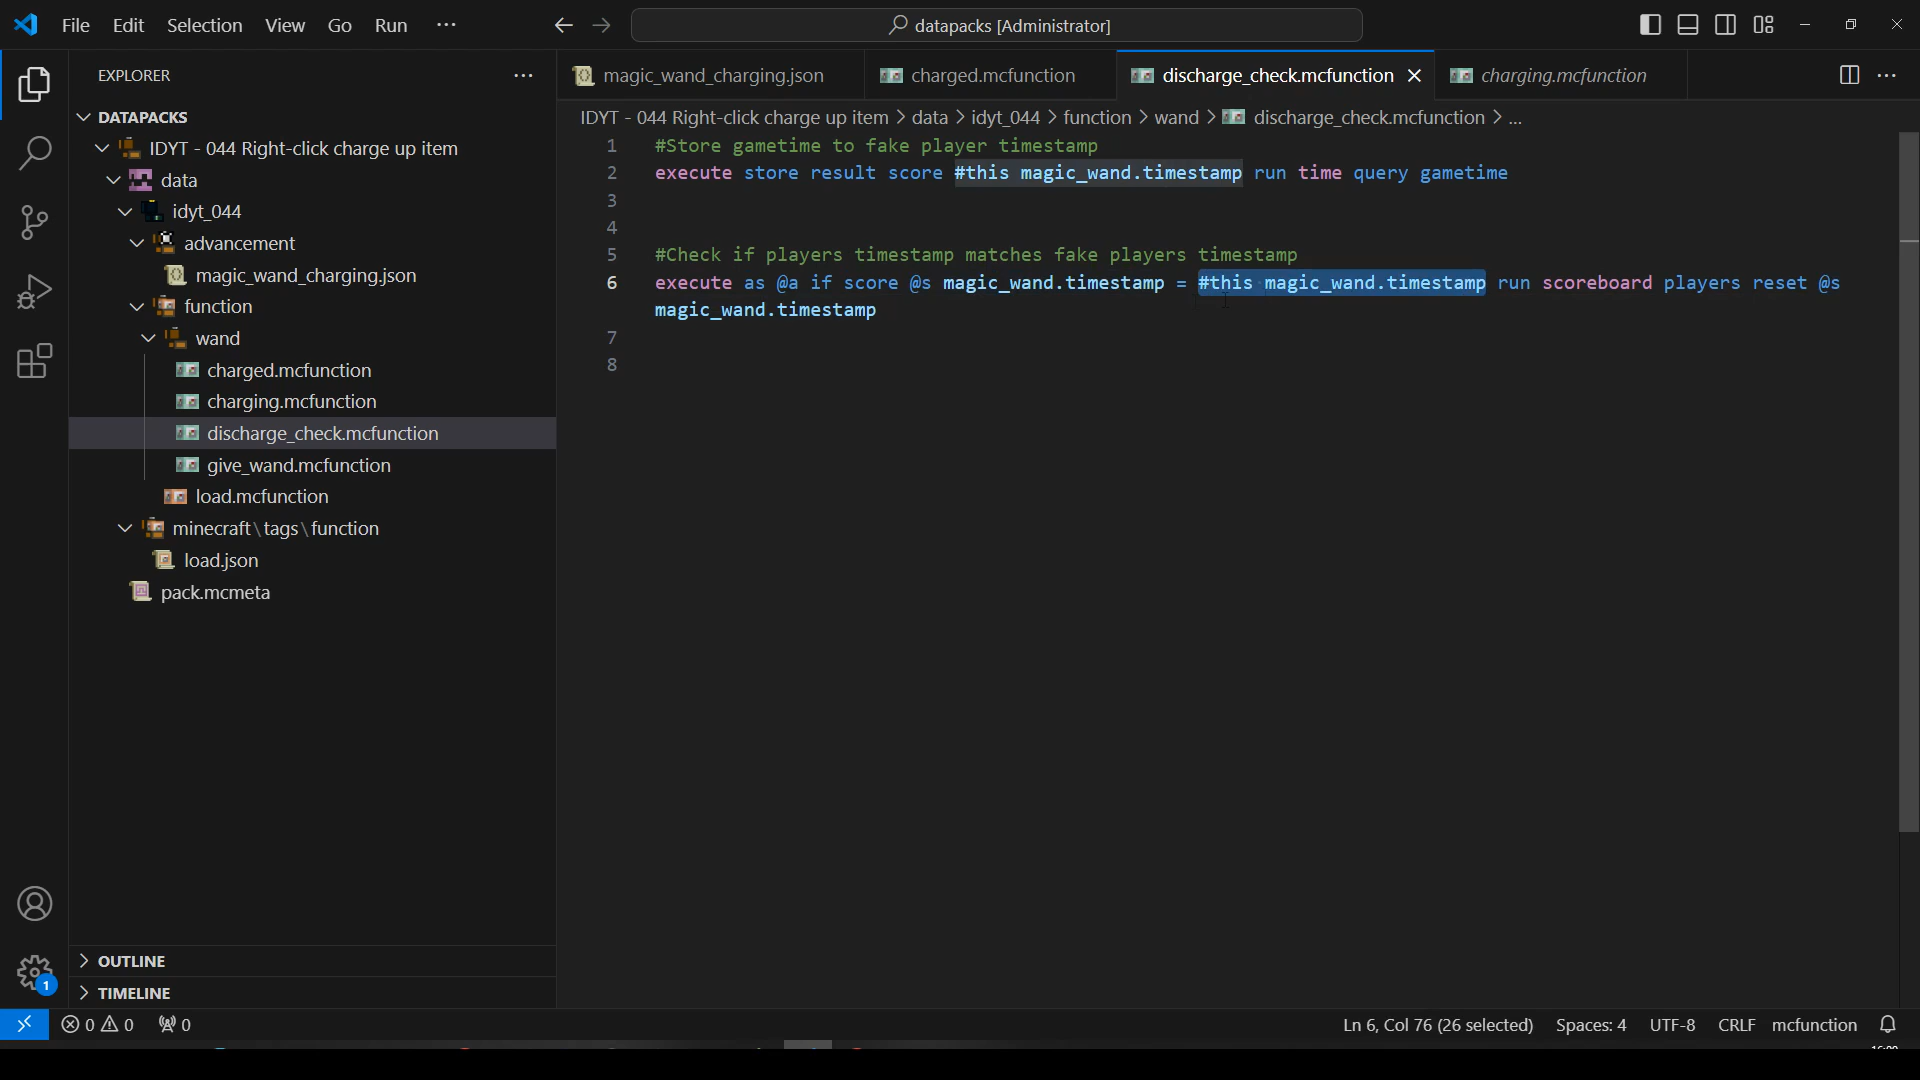 File Edit Selection View Go Run ··· datapacks [Administrator]
EXPLORER ···
DATAPACKS
IDYT - 044 Right-click charge up item
data
idyt_044
advancement
magic_wand_charging.json
function
wand
charged.mcfunction
charging.mcfunction
discharge_check.mcfunction
give_wand.mcfunction
load.mcfunction
minecraft\tags\function
load.json
pack.mcmeta
OUTLINE
TIMELINE
magic_wand_charging.json charged.mcfunction discharge_check.mcfunction charging.mcfunction
IDYT - 044 Right-click charge up item > data > idyt_044 > function > wand > discharge_check.mcfunction > ...
1 #Store gametime to fake player timestamp
2 execute store result score #this magic_wand.timestamp run time query gametime
3
4
5 #Check if players timestamp matches fake players timestamp
6 execute as @a if score @s magic_wand.timestamp = #this magic_wand.timestamp run scoreboard players reset @s
magic_wand.timestamp
7
8
1
0 0 0 Ln 6, Col 76 (26 selected) Spaces: 4 UTF-8 CRLF mcfunction